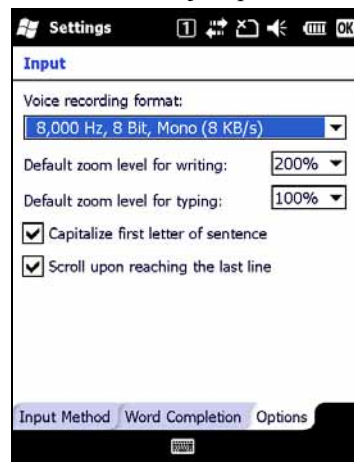 Settings 1 OK
Input
Voice recording format:
8,000 Hz, 8 Bit, Mono (8 KB/s)
Default zoom level for writing: 200%
Default zoom level for typing: 100%
Capitalize first letter of sentence
Scroll upon reaching the last line
Input Method Word Completion Options